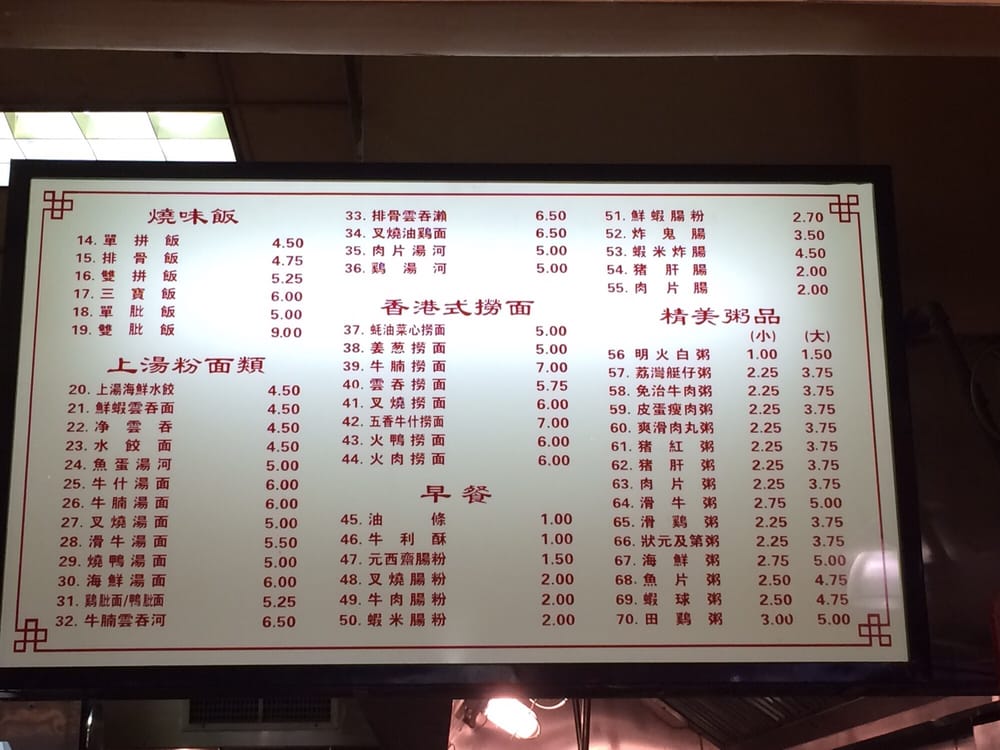 燒味飯
14. 單拼飯 4.50
15. 排骨飯 4.75
16. 雙拼飯 5.25
17. 三寶飯 6.00
18. 單肶飯 5.00
19. 雙肶飯 9.00
上湯粉面類
20. 上湯海鮮水餃 4.50
21. 鮮蝦雲吞面 4.50
22. 净雲吞 4.50
23. 水餃面 4.50
24. 魚蛋湯河 5.00
25. 牛什湯面 6.00
26. 牛腩湯面 6.00
27. 叉燒湯面 5.00
28. 滑牛湯面 5.50
29. 燒鴨湯面 5.00
30. 海鮮湯面 6.00
31. 鷄肶面/鴨肶面 5.25
32. 牛腩雲吞河 6.50
33. 排骨雲吞瀨 6.50
34. 叉燒油鷄面 6.50
35. 肉片湯河 5.00
36. 鷄湯河 5.00
香港式撈面
37. 蚝油菜心撈面 5.00
38. 姜葱撈面 5.00
39. 牛腩撈面 7.00
40. 雲吞撈面 5.75
41. 叉燒撈面 6.00
42. 五香牛什撈面 7.00
43. 火鴨撈面 6.00
44. 火肉撈面 6.00
早餐
45. 油條 1.00
46. 牛利酥 1.00
47. 元西齋腸粉 1.50
48. 叉燒腸粉 2.00
49. 牛肉腸粉 2.00
50. 蝦米腸粉 2.00
51. 鮮蝦腸粉 2.70
52. 炸鬼腸 3.50
53. 蝦米炸腸 4.50
54. 猪肝腸 2.00
55. 肉片腸 2.00
精美粥品
(小) (大)
56 明火白粥 1.00 1.50
57. 荔灣艇仔粥 2.25 3.75
58. 免治牛肉粥 2.25 3.75
59. 皮蛋瘦肉粥 2.25 3.75
60. 爽滑肉丸粥 2.25 3.75
61. 猪紅粥 2.25 3.75
62. 猪肝粥 2.25 3.75
63. 肉片粥 2.25 3.75
64. 滑牛粥 2.75 5.00
65. 滑鷄粥 2.25 3.75
66. 狀元及第粥 2.25 3.75
67. 海鮮粥 2.75 5.00
68. 魚片粥 2.50 4.75
69. 蝦球粥 2.50 4.75
70. 田鷄粥 3.00 5.00